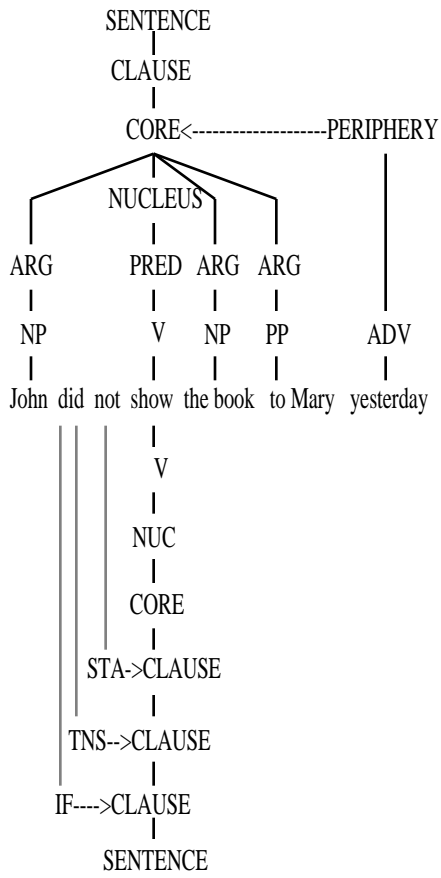 SENTENCE
CLAUSE
CORE<--------------------PERIPHERY
NUCLEUS
ARG PRED ARG ARG
NP V NP PP ADV
John did not show the book to Mary yesterday
V
NUC
CORE
STA->CLAUSE
TNS-->CLAUSE
IF---->CLAUSE
SENTENCE